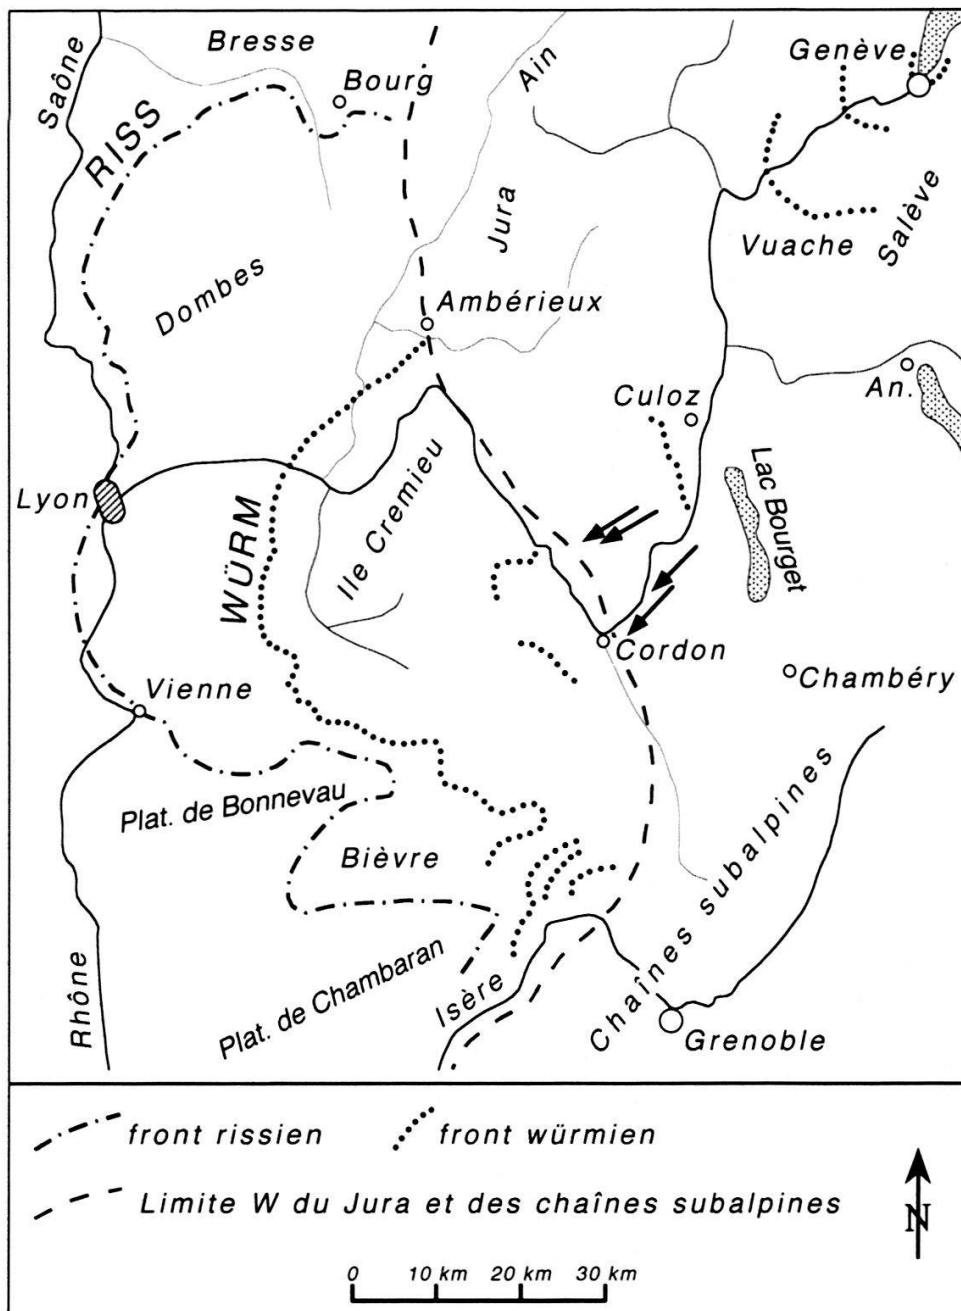 Saône
Bresse
Bourg
Ain
Genève
RISS
Jura
Salève
Vuache
Dombes
Ambérieux
An.
Culoz
Lyon
Ile Cremieu
Lac Bourget
WÜRM
Cordon
Chambéry
Vienne
Plat. de Bonnevau
Bièvre
Chaînes subalpines
Plat. de Chambaran
Isère
Rhône
Grenoble
front rissien
front würmien
Limite W du Jura et des chaînes subalpines
N
0 10 km 20 km 30 km